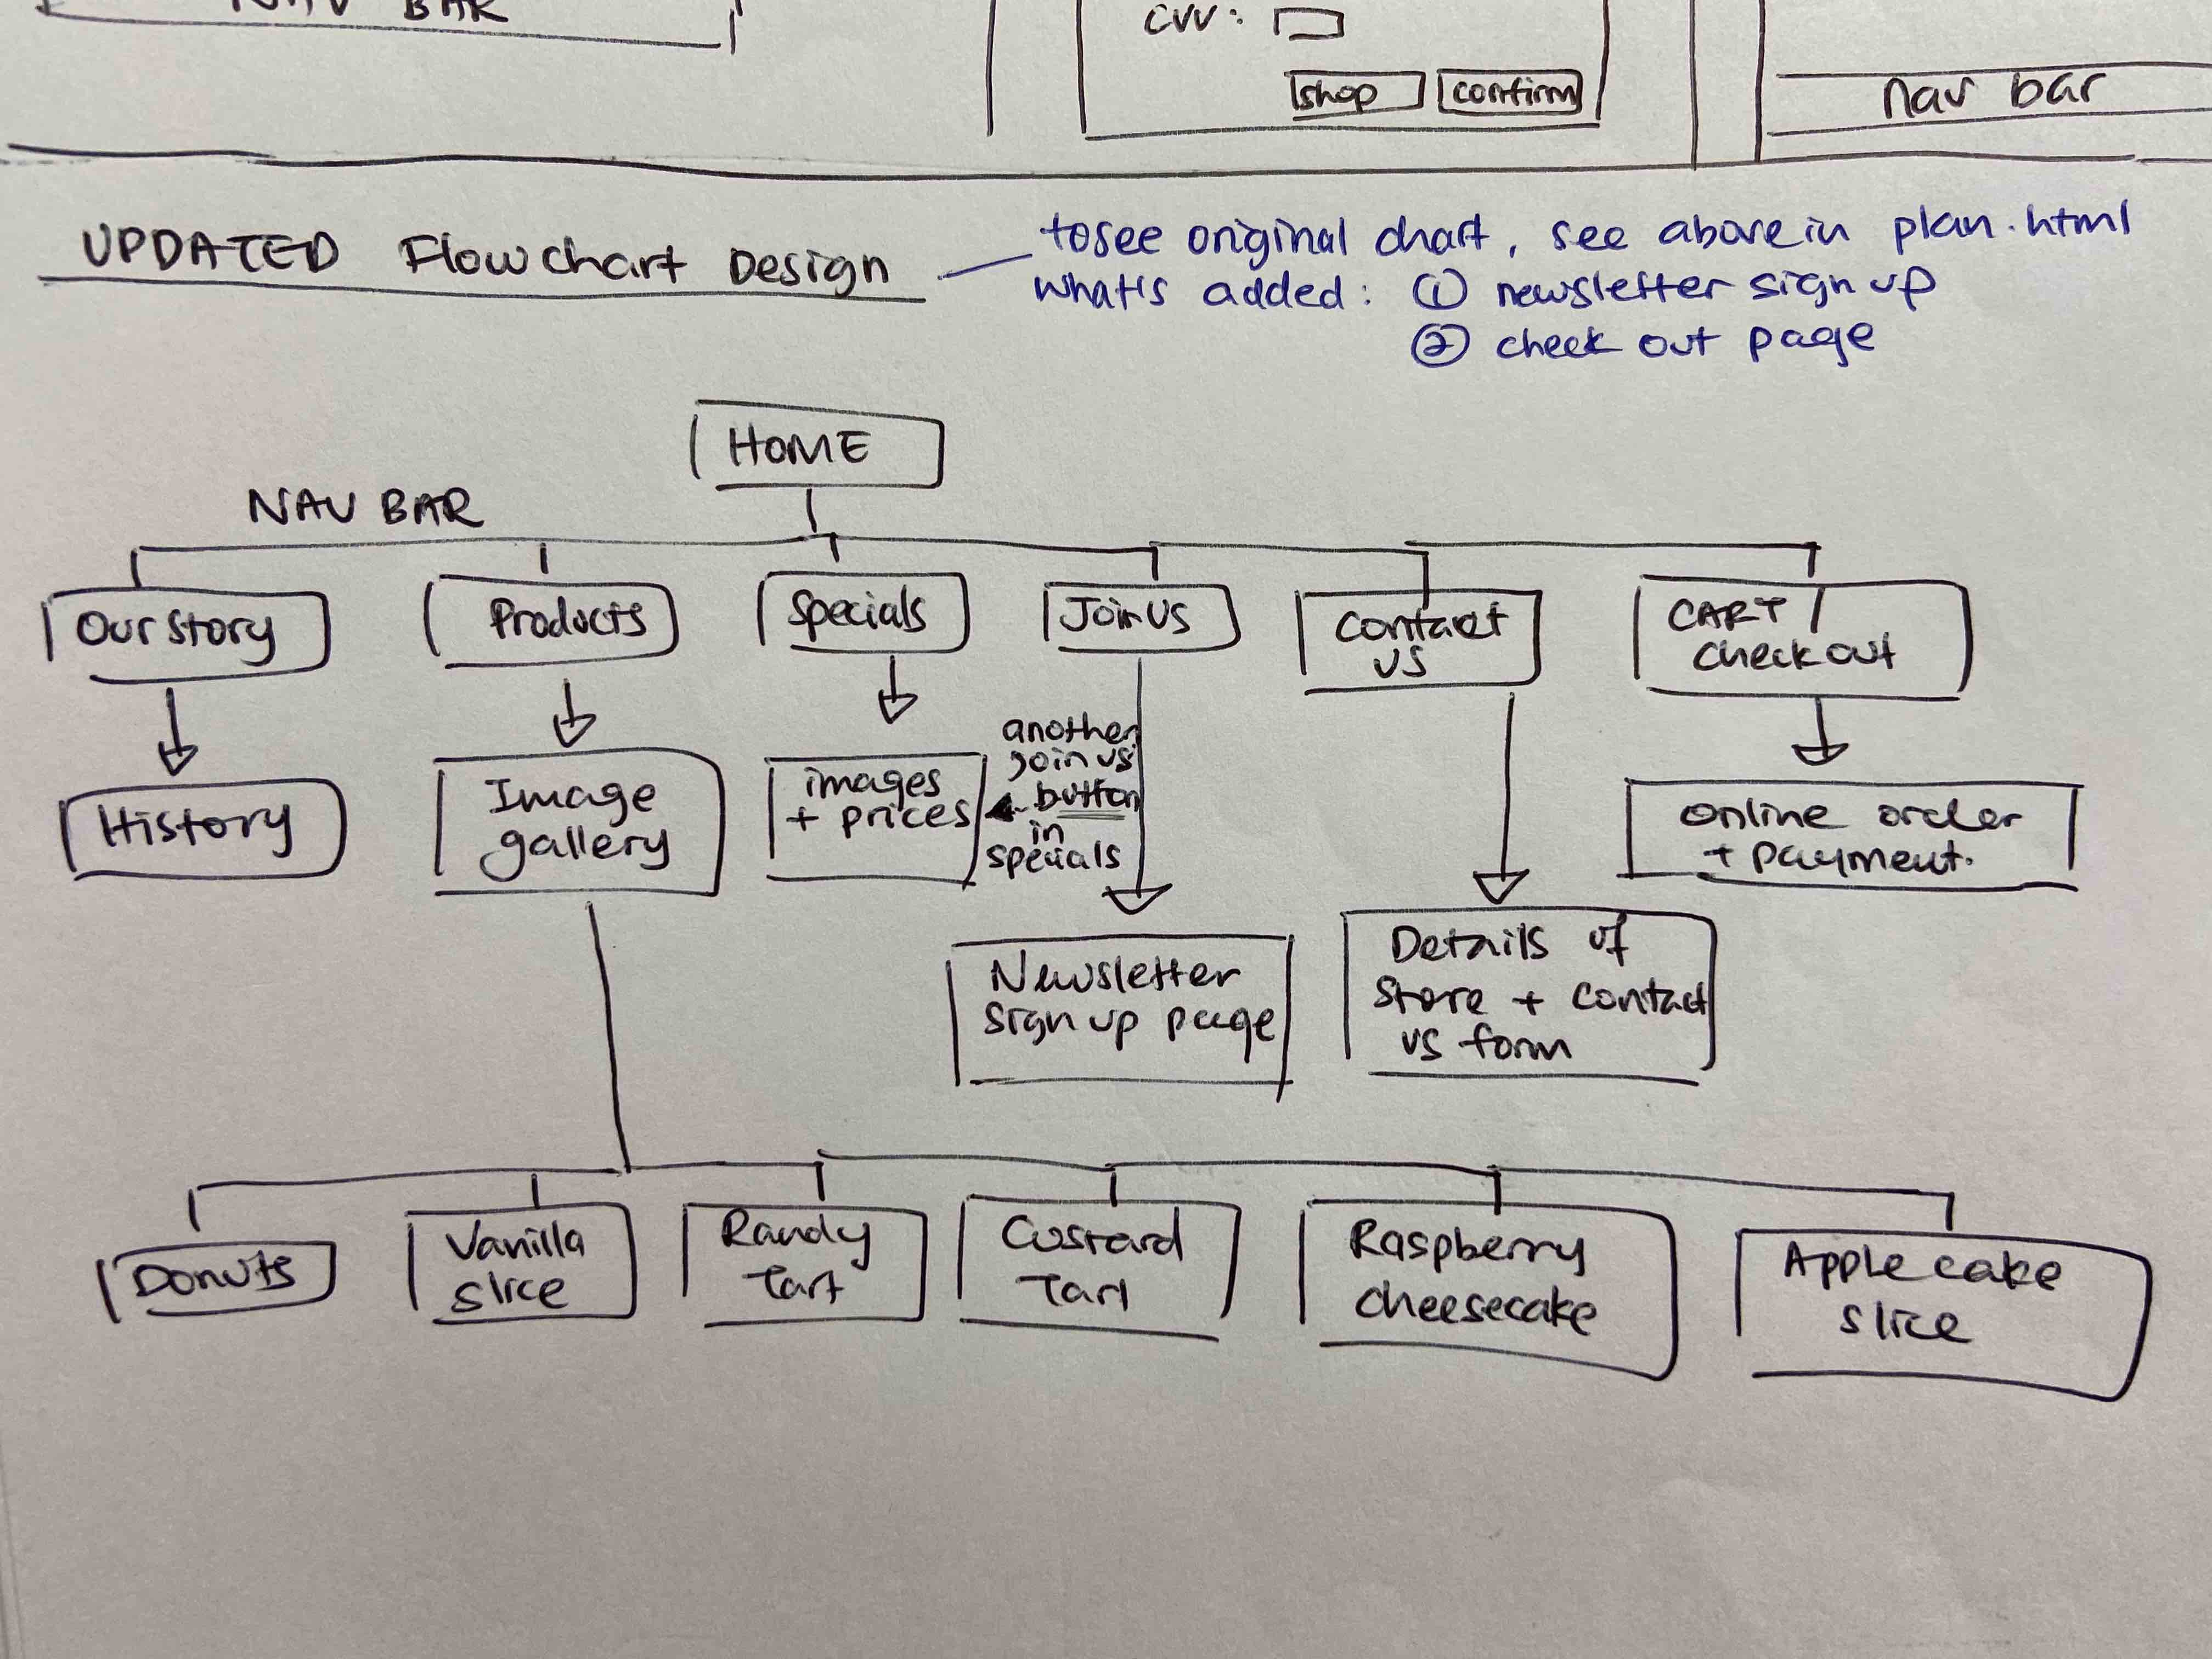 NAV BAR
CVV:
shop
confirm
nav bar
UPDATED Flowchart Design
to see original chart, see above in plan.html
what's added: ① newsletter sign up
② check out page
HOME
NAV BAR
Our story
Products
Specials
Join us
Contact
us
CART /
Check out
another
join us
button
in
specials
History
Image
gallery
images
+ prices
Online order
+ payment.
Newsletter
sign up page
Details of
store + contact
us form
Donuts
Vanilla
slice
Randy
Tart
Custard
Tart
Raspberry
cheesecake
Apple cake
slice